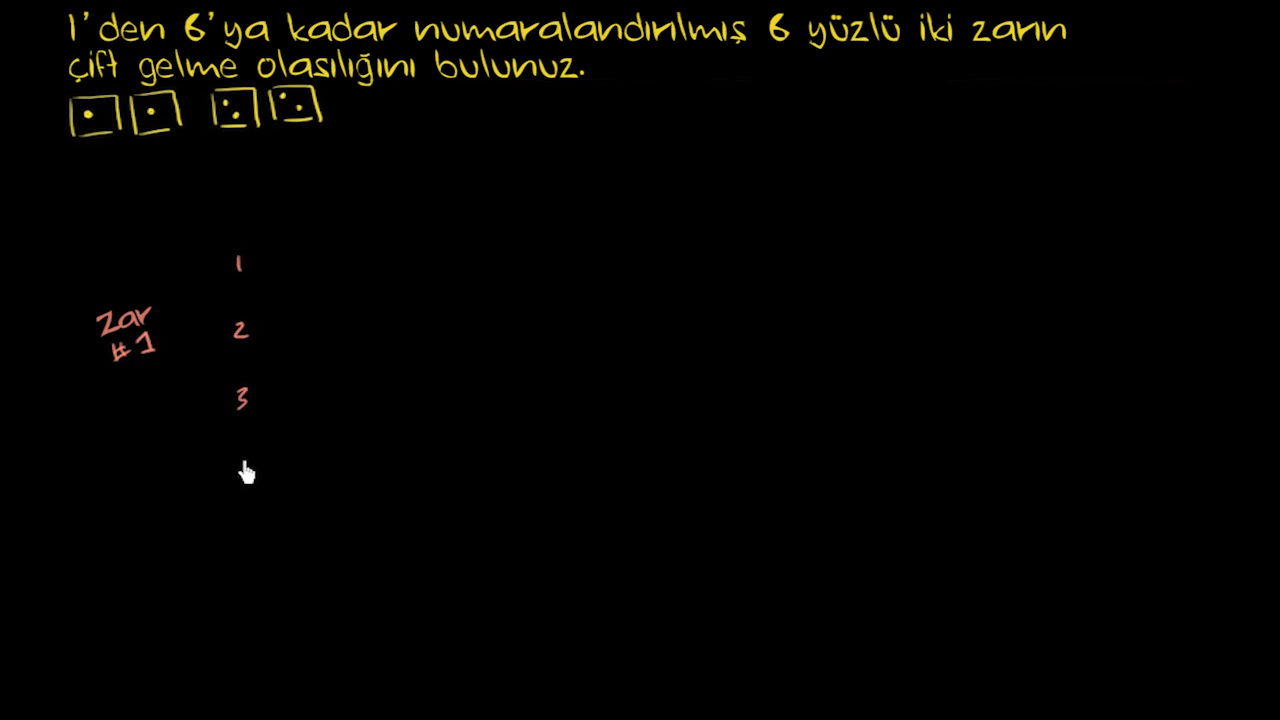 1'den 6'ya kadar numaralandırılmış 6 yüzlü iki zarın
çift gelme olasılığını bulunuz.
1
Zar
#1
2
3